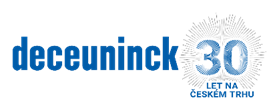 deceuninck 30
LET NA
ČESKÉM TRHU